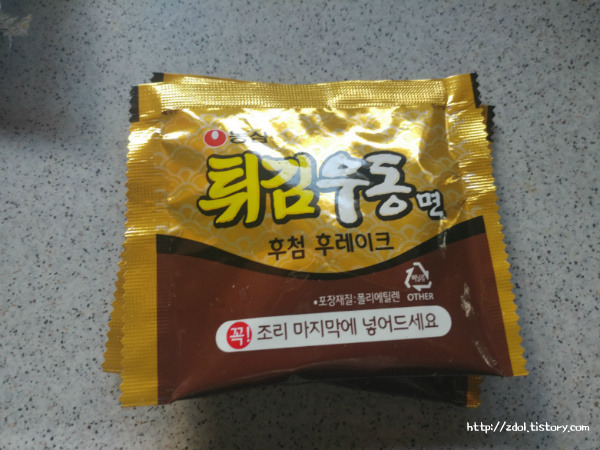 농심
튀김우동면
후첨 후레이크
•포장재질:폴리에틸렌
OTHER
꼭! 조리 마지막에 넣어드세요
http://zdol.tistory.com